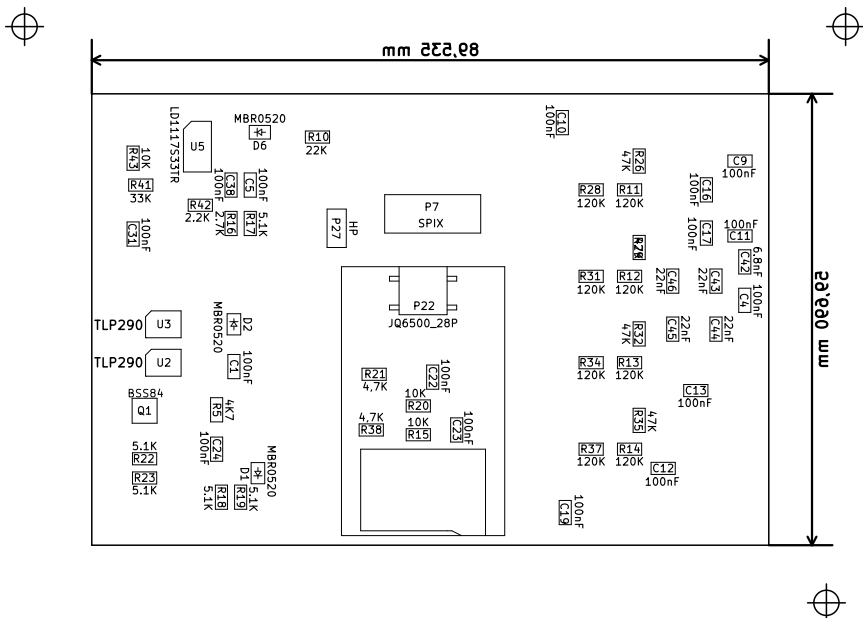 89,535 mm
LD1117S33TR
U5
MBR0520
D6
R10
22K
C10
100nF
R43
10K
R41
33K
C38
100nF
C5
100nF
R42
2.2K
R16
2.7K
R17
5.1K
C31
100nF
P27
HP
P7
SPIX
R26
47K
R28
120K
R11
120K
C9
100nF
C16
100nF
C17
100nF
100nF
C11
C42
6.8nF
C4
100nF
R31
120K
R12
120K
C46
22nF
C43
22nF
C45
22nF
C44
22nF
59,690 mm
P22
JQ6500_28P
TLP290
U3
TLP290
U2
MBR0520
D2
C1
100nF
BSS84
Q1
R5
4K7
C24
100nF
5.1K
R22
R23
5.1K
D1
MBR0520
R18
5.1K
R19
5.1K
R21
4,7K
C22
100nF
10K
R20
4,7K
R38
10K
R15
C23
100nF
R32
47K
R34
120K
R13
120K
C13
100nF
R35
47K
R37
120K
R14
120K
C12
100nF
C19
100nF